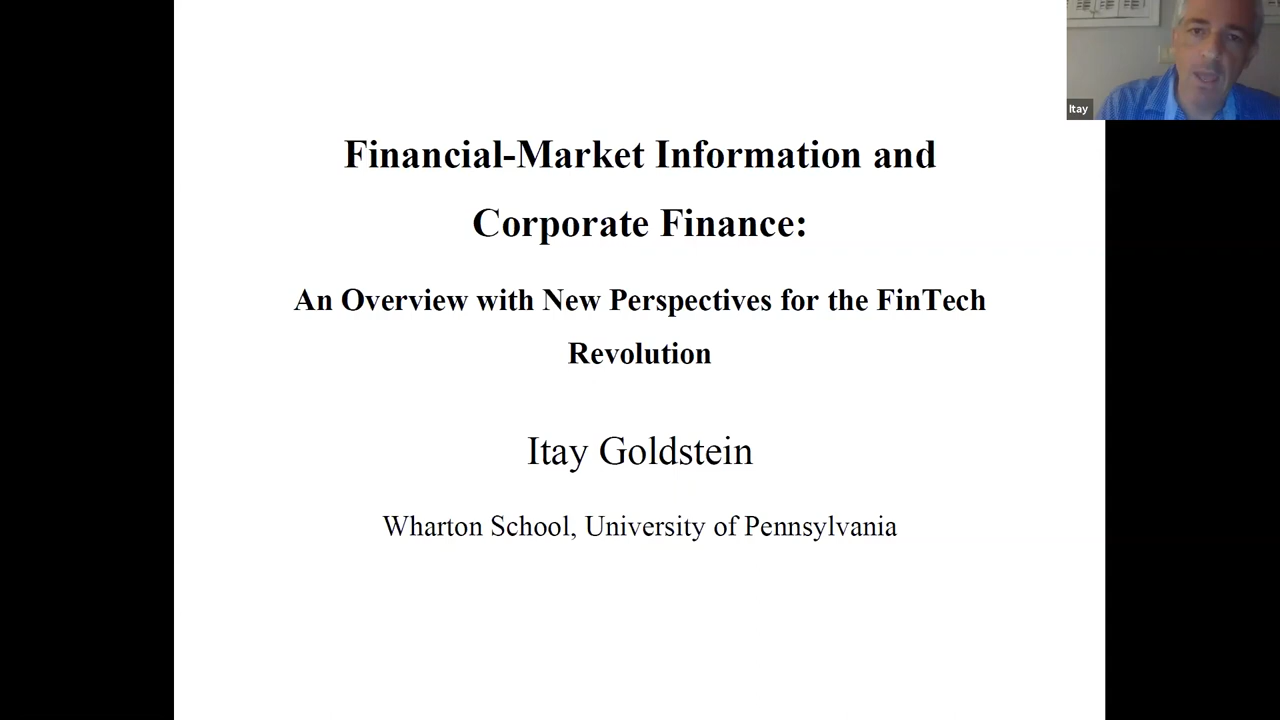 Itay
Financial-Market Information and
Corporate Finance:
An Overview with New Perspectives for the FinTech
Revolution
Itay Goldstein
Wharton School, University of Pennsylvania